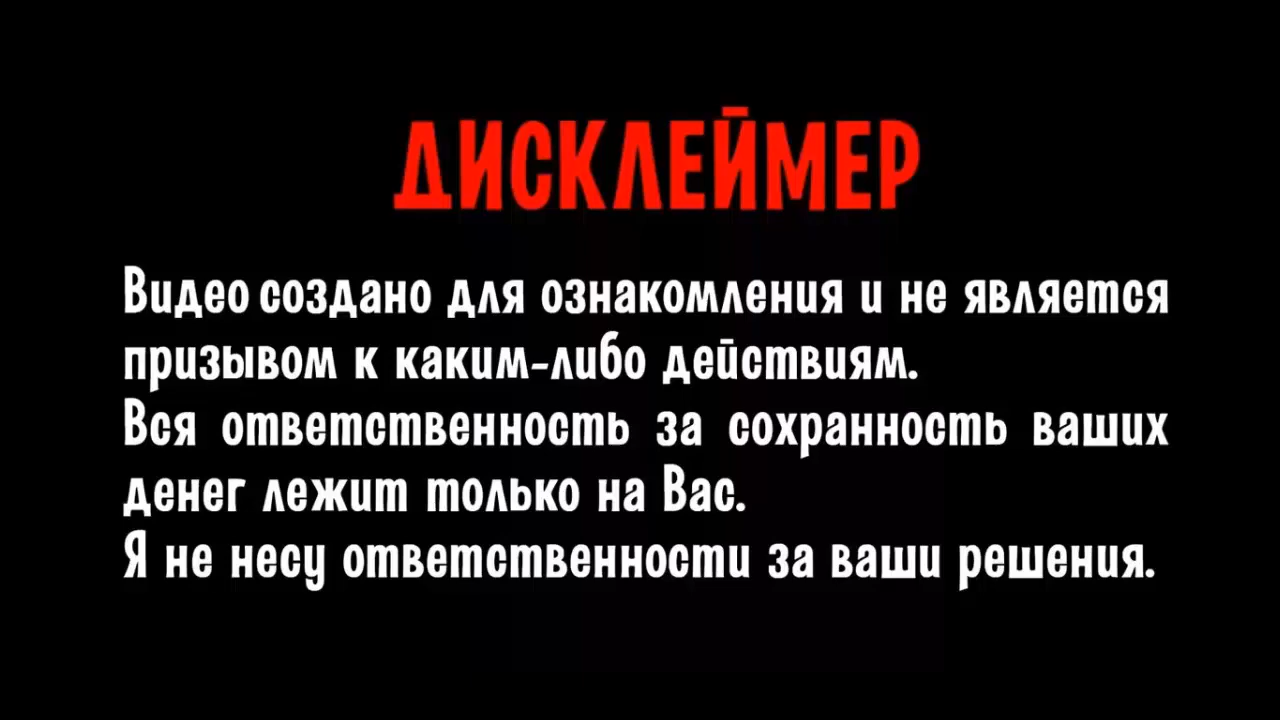 ДИСКЛЕЙМЕР
Видео создано для ознакомления и не является
призывом к каким-либо действиям.
Вся ответственность за сохранность ваших
денег лежит только на Вас.
Я не несу ответственности за ваши решения.